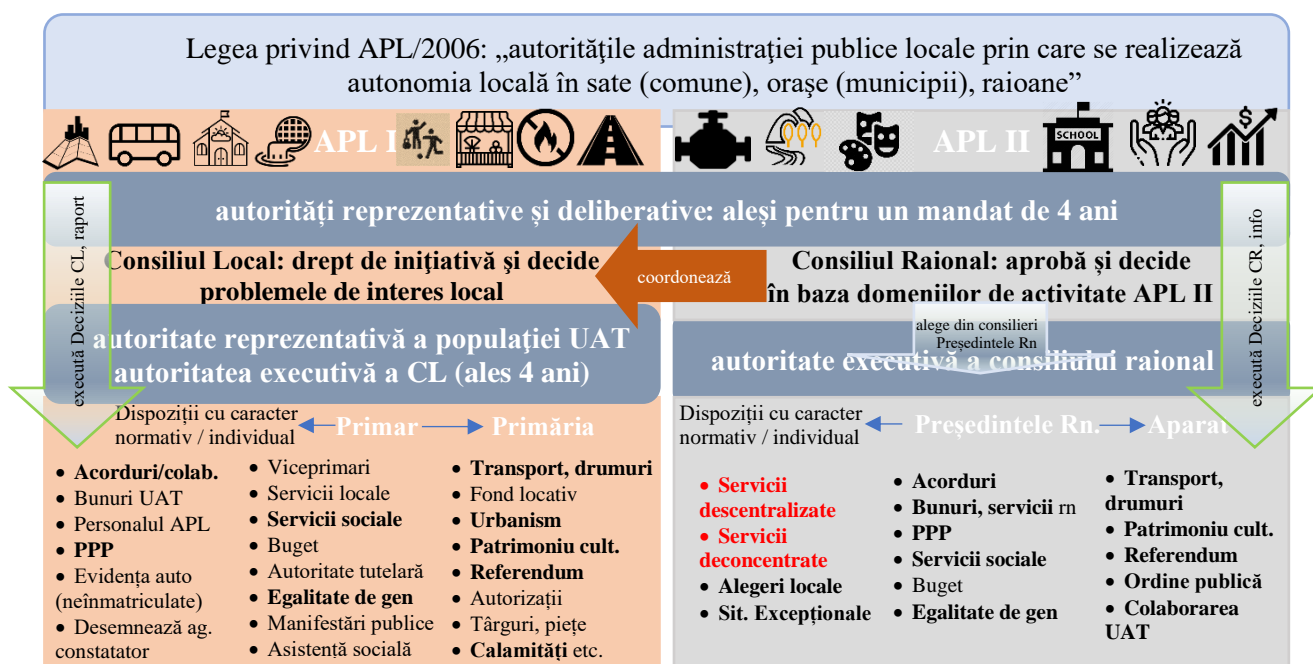 Legea privind APL/2006: „autorităţile administraţiei publice locale prin care se realizează
autonomia locală în sate (comune), oraşe (municipii), raioane”
APL I
APL II
SCHOOL
$
autorități reprezentative și deliberative: aleși pentru un mandat de 4 ani
execută Deciziile CL, raport
Consiliul Local: drept de iniţiativă şi decide
problemele de interes local
coordonează
Consiliul Raional: aprobă și decide
în baza domeniilor de activitate APL II
execută Deciziile CR, info
autoritate reprezentativă a populaţiei UAT
autoritatea executivă a CL (ales 4 ani)
alege din consilieri
Președintele Rn
autoritate executivă a consiliului raional
Dispoziții cu caracter
normativ / individual
Primar
Primăria
• Acorduri/colab.
• Bunuri UAT
• Personalul APL
• PPP
• Evidența auto
(neînmatriculate)
• Desemnează ag.
constatator
• Viceprimari
• Servicii locale
• Servicii sociale
• Buget
• Autoritate tutelară
• Egalitate de gen
• Manifestări publice
• Asistență socială
• Transport, drumuri
• Fond locativ
• Urbanism
• Patrimoniu cult.
• Referendum
• Autorizații
• Târguri, piețe
• Calamități etc.
Dispoziții cu caracter
normativ / individual
Președintele Rn.
Aparat
• Servicii
descentralizate
• Servicii
deconcentrate
• Alegeri locale
• Sit. Excepționale
• Acorduri
• Bunuri, servicii rn
• PPP
• Servicii sociale
• Buget
• Egalitate de gen
• Transport,
drumuri
• Patrimoniu cult.
• Referendum
• Ordine publică
• Colaborarea
UAT